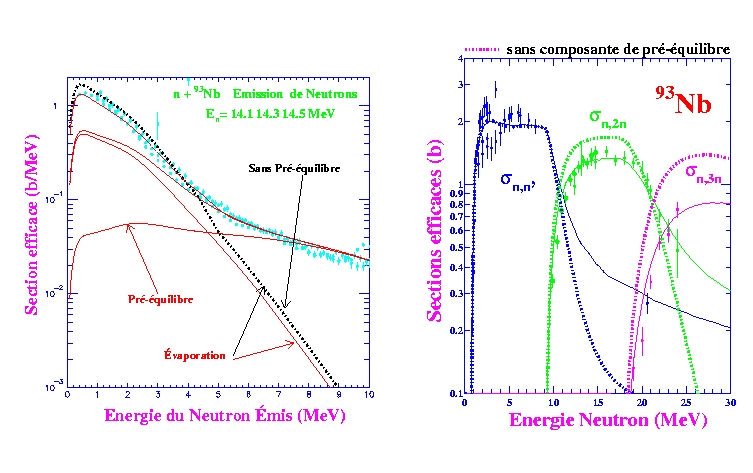 n + ⁹³Nb Emission de Neutrons
Eₙ= 14.1 14.3 14.5 MeV
Sans Pré-équilibre
Pré-équilibre
Évaporation
Section efficace (b/MeV)
1
10⁻¹
10⁻²
10⁻³
0 1 2 3 4 5 6 7 8 9 10
Energie du Neutron Émis (MeV)
sans composante de pré-équilibre
⁹³Nb
σn,2n
σn,n'
σn,3n
Sections efficaces (b)
4
3
2
1
0.9
0.8
0.7
0.6
0.5
0.4
0.3
0.2
0.1
0 5 10 15 20 25 30
Energie Neutron (MeV)